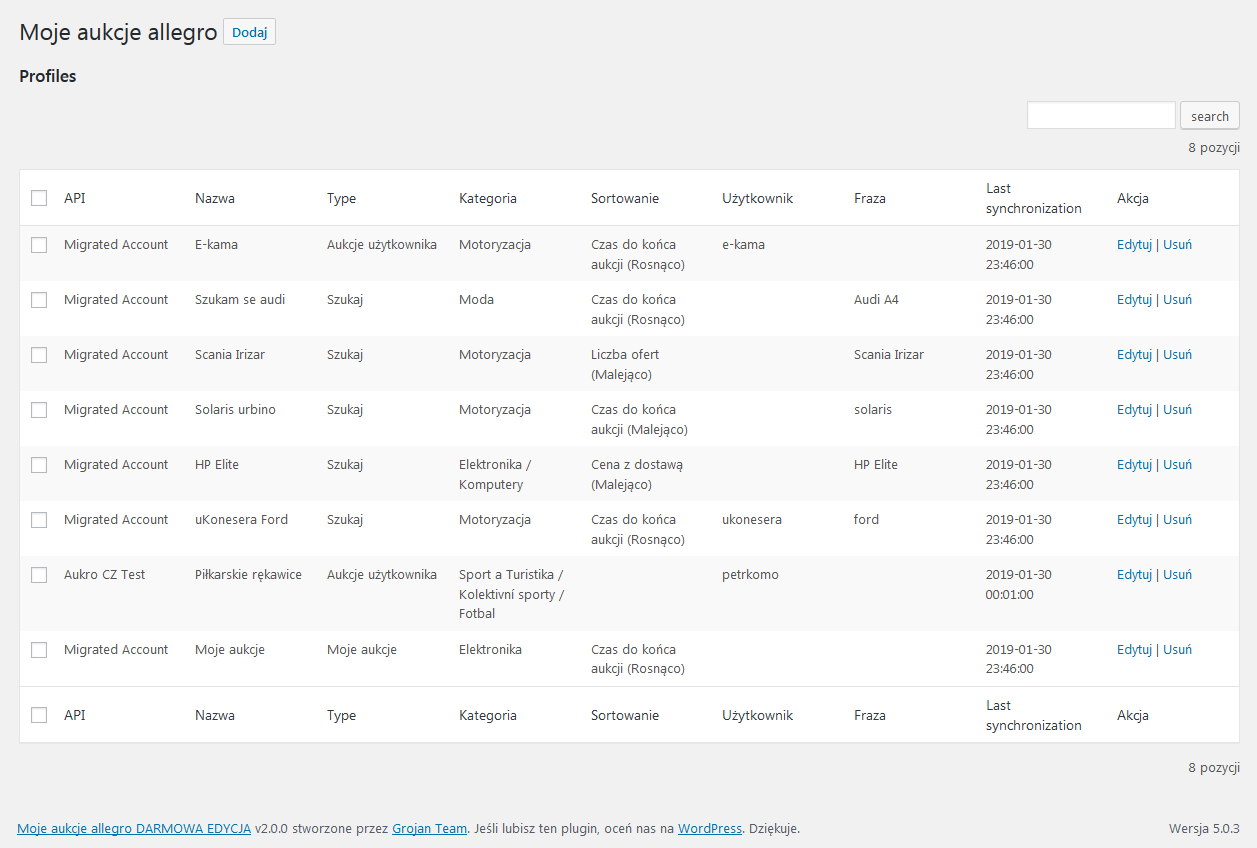 Moje aukcje allegro Dodaj
Profiles
search
8 pozycji
API Nazwa Type Kategoria Sortowanie Użytkownik Fraza Last synchronization Akcja
Migrated Account E-kama Aukcje użytkownika Motoryzacja Czas do końca aukcji (Rosnąco) e-kama 2019-01-30 23:46:00 Edytuj | Usuń
Migrated Account Szukam se audi Szukaj Moda Czas do końca aukcji (Rosnąco) Audi A4 2019-01-30 23:46:00 Edytuj | Usuń
Migrated Account Scania Irizar Szukaj Motoryzacja Liczba ofert (Malejąco) Scania Irizar 2019-01-30 23:46:00 Edytuj | Usuń
Migrated Account Solaris urbino Szukaj Motoryzacja Czas do końca aukcji (Malejąco) solaris 2019-01-30 23:46:00 Edytuj | Usuń
Migrated Account HP Elite Szukaj Elektronika / Komputery Cena z dostawą (Malejąco) HP Elite 2019-01-30 23:46:00 Edytuj | Usuń
Migrated Account uKonesera Ford Szukaj Motoryzacja Czas do końca aukcji (Rosnąco) ukonesera ford 2019-01-30 23:46:00 Edytuj | Usuń
Aukro CZ Test Piłkarskie rękawice Aukcje użytkownika Sport a Turistika / Kolektivní sporty / Fotbal petrkomo 2019-01-30 00:01:00 Edytuj | Usuń
Migrated Account Moje aukcje Moje aukcje Elektronika Czas do końca aukcji (Rosnąco) 2019-01-30 23:46:00 Edytuj | Usuń
API Nazwa Type Kategoria Sortowanie Użytkownik Fraza Last synchronization Akcja
8 pozycji
Moje aukcje allegro DARMOWA EDYCJA v2.0.0 stworzone przez Grojan Team. Jeśli lubisz ten plugin, oceń nas na WordPress. Dziękuje. Wersja 5.0.3